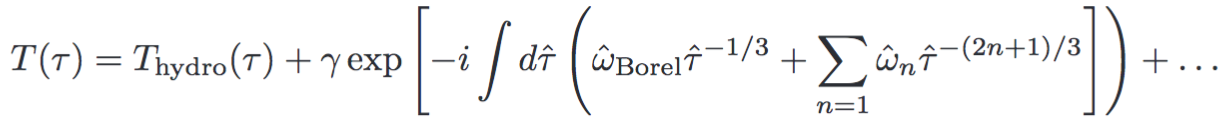 T(τ) = T_hydro(τ) + γ exp [ −i ∫ dτ̂ ( ω̂_Borel τ̂^{−1/3} + ∑_{n=1} ω̂_n τ̂^{−(2n+1)/3} ] ) + …